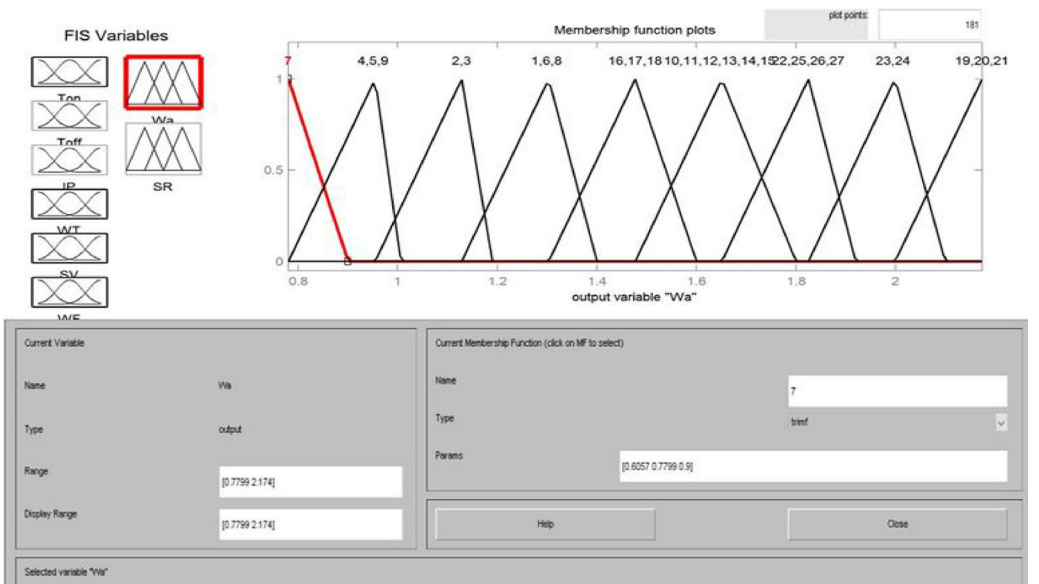 plot points:
181
FIS Variables
Membership function plots
7 4,5,9 2,3 1,6,8 16,17,18 10,11,12,13,14,15 22,25,26,27 23,24 19,20,21
Ton
Toff
IP
WT
SV
WF
Wa
SR
1
0.5
0
0.8 1 1.2 1.4 1.6 1.8 2
output variable "Wa"
Current Variable
Name Wa
Type output
Range [0.7799 2.174]
Display Range [0.7799 2.174]
Current Membership Function (click on MF to select)
Name 7
Type trimf
Params [0.6057 0.7799 0.9]
Help Close
Selected variable "Wa"